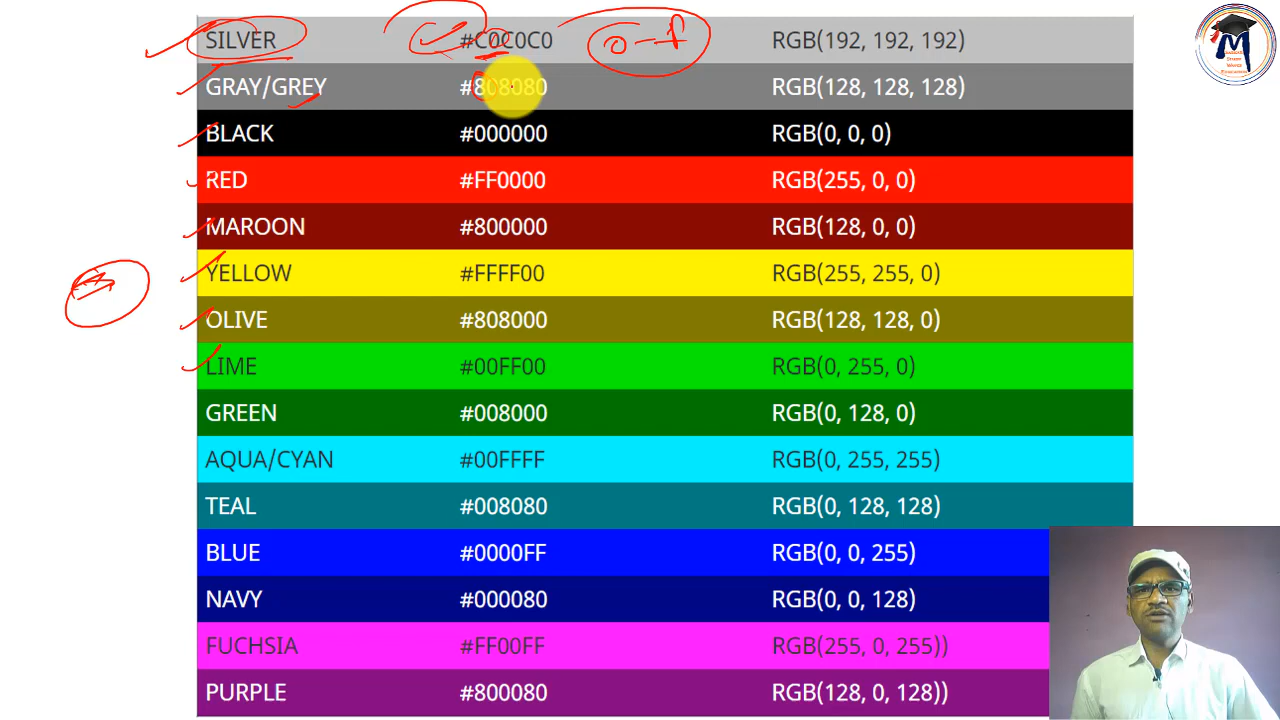 SILVER #C0C0C0 RGB(192, 192, 192)
0-f
GRAY/GREY #808080 RGB(128, 128, 128)
BLACK #000000 RGB(0, 0, 0)
RED #FF0000 RGB(255, 0, 0)
MAROON #800000 RGB(128, 0, 0)
YELLOW #FFFF00 RGB(255, 255, 0)
OLIVE #808000 RGB(128, 128, 0)
LIME #00FF00 RGB(0, 255, 0)
GREEN #008000 RGB(0, 128, 0)
AQUA/CYAN #00FFFF RGB(0, 255, 255)
TEAL #008080 RGB(0, 128, 128)
BLUE #0000FF RGB(0, 0, 255)
NAVY #000080 RGB(0, 0, 128)
FUCHSIA #FF00FF RGB(255, 0, 255))
PURPLE #800080 RGB(128, 0, 128))